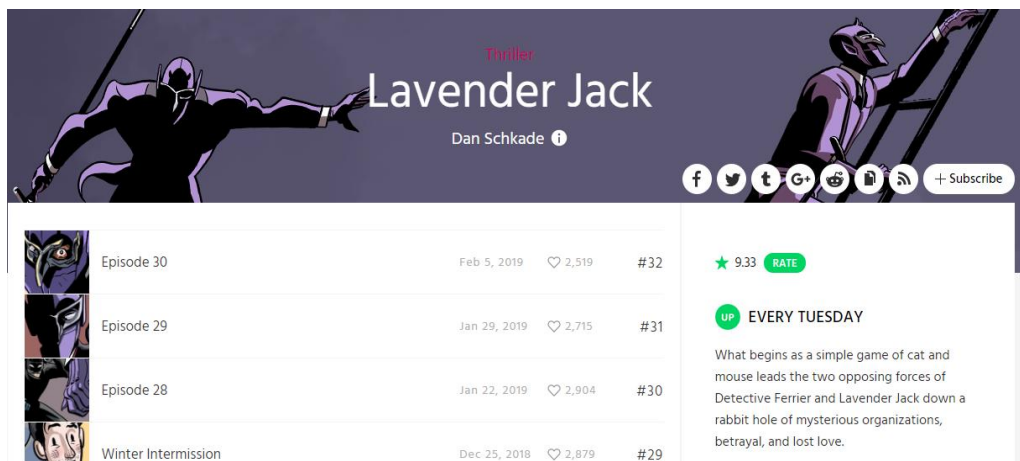 Thriller
Lavender Jack
Dan Schkade i
f t G+ + Subscribe
Episode 30 Feb 5, 2019 2,519 #32
Episode 29 Jan 29, 2019 2,715 #31
Episode 28 Jan 22, 2019 2,904 #30
Winter Intermission Dec 25, 2018 2,879 #29
9.33 RATE
UP EVERY TUESDAY
What begins as a simple game of cat and
mouse leads the two opposing forces of
Detective Ferrier and Lavender Jack down a
rabbit hole of mysterious organizations,
betrayal, and lost love.